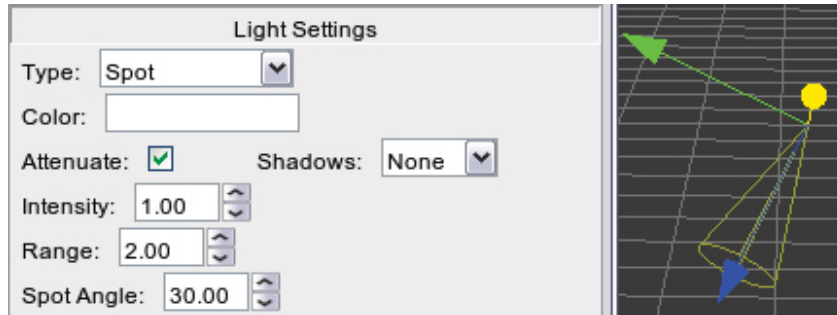 Light Settings
Type: Spot
Color:
Attenuate: Shadows: None
Intensity: 1.00
Range: 2.00
Spot Angle: 30.00